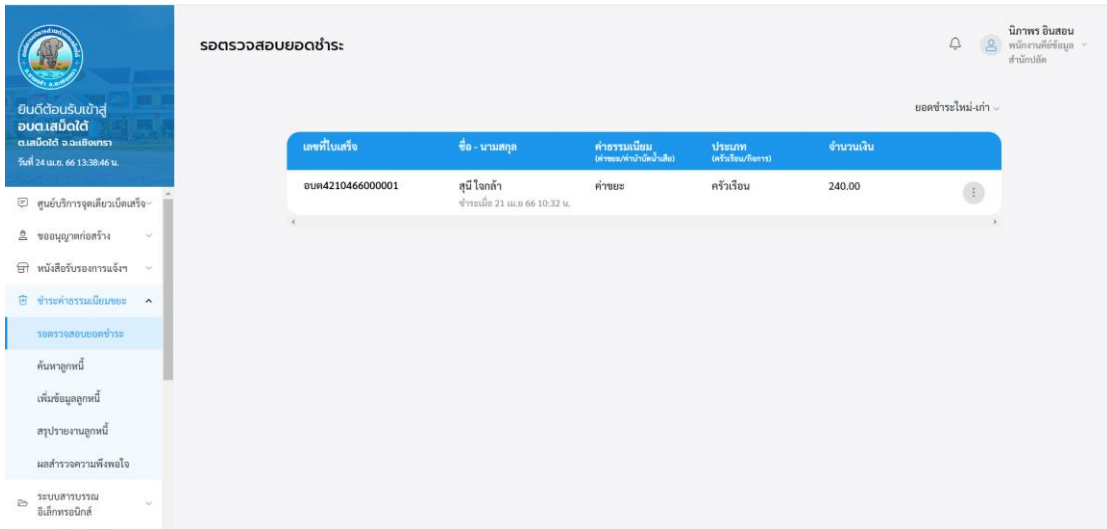 รอตรวจสอบยอดชำระ
นิภาพร อินสอน
พนักงานคีย์ข้อมูล
สำนักปลัด
ยินดีต้อนรับเข้าสู่
อบต.เสม็ดใต้
ต.เสม็ดใต้ จ.ฉะเชิงเทรา
วันที่ 24 เม.ย. 66 13:38:46 น.
ศูนย์บริการจุดเดียวเบ็ดเสร็จ
ขออนุญาตก่อสร้าง
หนังสือรับรองการแจ้งฯ
ชำระค่าธรรมเนียมขยะ
รอตรวจสอบยอดชำระ
ค้นหาลูกหนี้
เพิ่มข้อมูลลูกหนี้
สรุปรายงานลูกหนี้
ผลสำรวจความพึงพอใจ
ระบบสารบรรณ
อิเล็กทรอนิกส์
ยอดชำระใหม่-เก่า
เลขที่ใบเสร็จ ชื่อ - นามสกุล ค่าธรรมเนียม ประเภท จำนวนเงิน
(ค่าขยะ/ค่าบำบัดน้ำเสีย) (ครัวเรือน/กิจการ)
อบต4210466000001 สุนี ใจกล้า ค่าขยะ ครัวเรือน 240.00
ชำระเมื่อ 21 เม.ย 66 10:32 น.